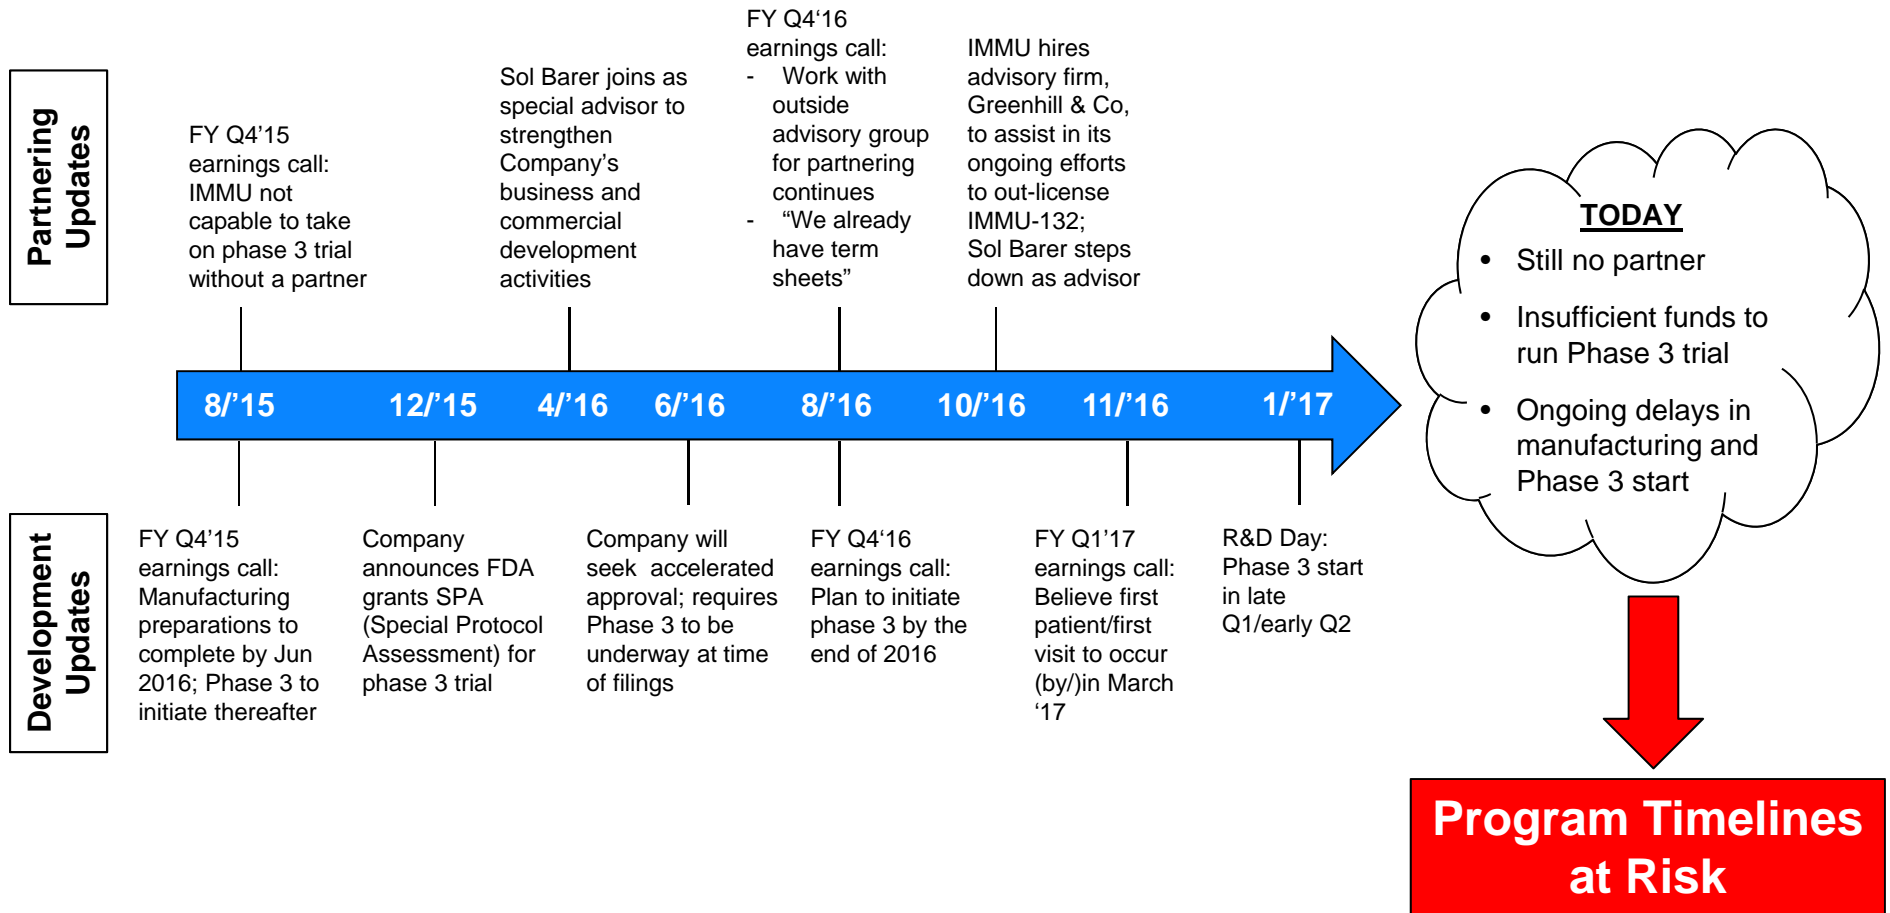 Partnering
Updates
FY Q4’15
earnings call:
IMMU not
capable to take
on phase 3 trial
without a partner
Sol Barer joins as
special advisor to
strengthen
Company’s
business and
commercial
development
activities
FY Q4‘16
earnings call:
- Work with
outside
advisory group
for partnering
continues
- “We already
have term
sheets”
IMMU hires
advisory firm,
Greenhill & Co,
to assist in its
ongoing efforts
to out-license
IMMU-132;
Sol Barer steps
down as advisor
8/’15
12/’15
4/’16
6/’16
8/’16
10/’16
11/’16
1/’17
Development
Updates
FY Q4’15
earnings call:
Manufacturing
preparations to
complete by Jun
2016; Phase 3 to
initiate thereafter
Company
announces FDA
grants SPA
(Special Protocol
Assessment) for
phase 3 trial
Company will
seek accelerated
approval; requires
Phase 3 to be
underway at time
of filings
FY Q4‘16
earnings call:
Plan to initiate
phase 3 by the
end of 2016
FY Q1’17
earnings call:
Believe first
patient/first
visit to occur
(by/)in March
‘17
R&D Day:
Phase 3 start
in late
Q1/early Q2
TODAY
• Still no partner
• Insufficient funds to
run Phase 3 trial
• Ongoing delays in
manufacturing and
Phase 3 start
Program Timelines
at Risk